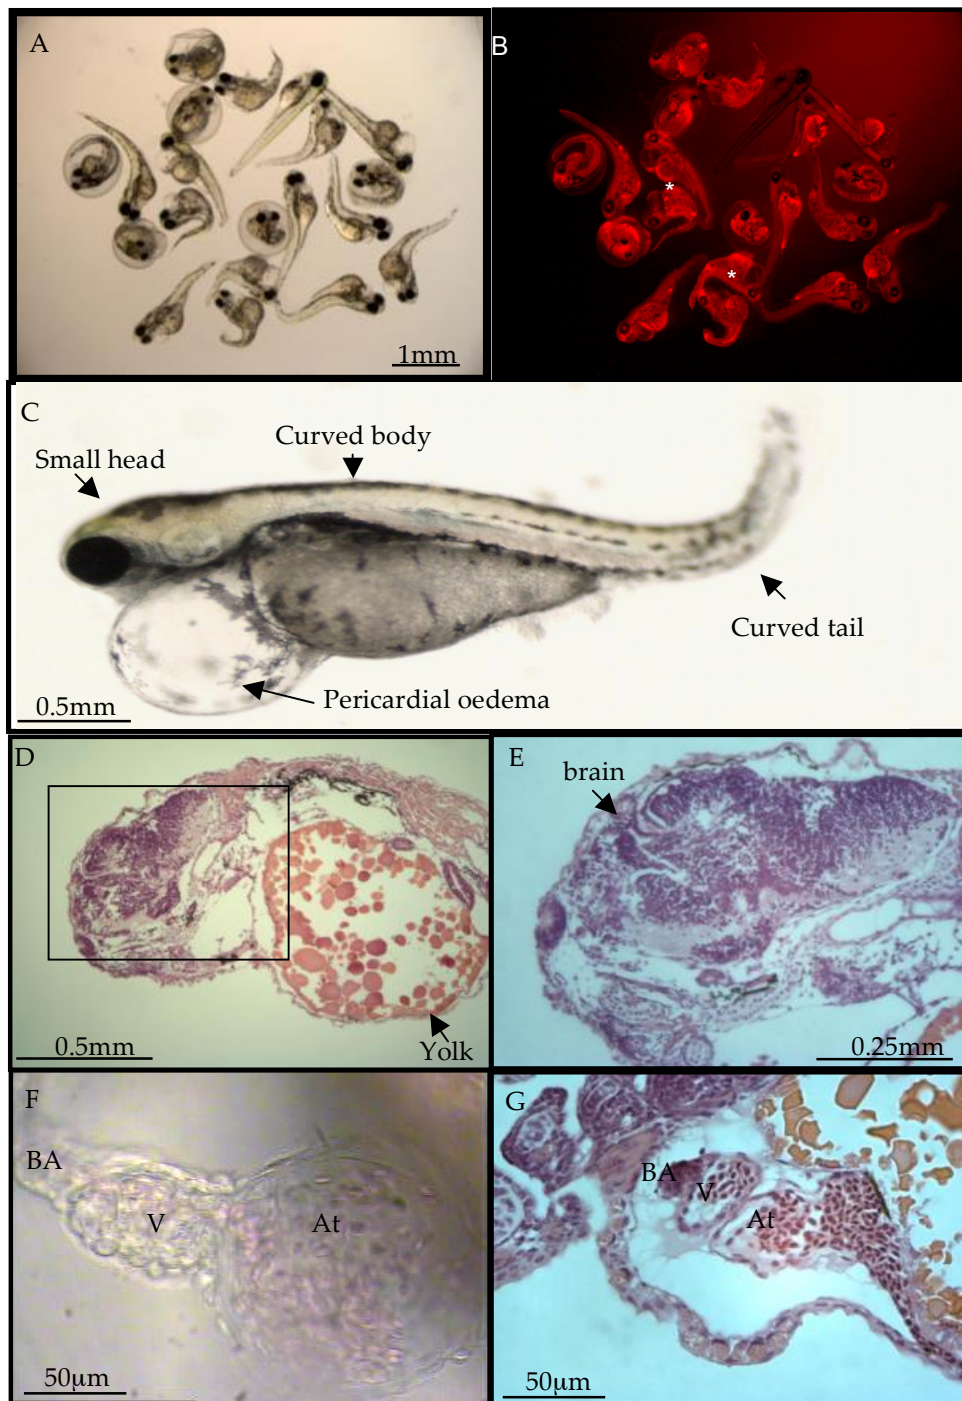 A
B
*
*
1mm
C
Curved body
Small head
Curved tail
Pericardial oedema
0.5mm
D
E
brain
0.5mm
Yolk
0.25mm
F
G
BA
V
At
BA
V
At
50µm
50µm